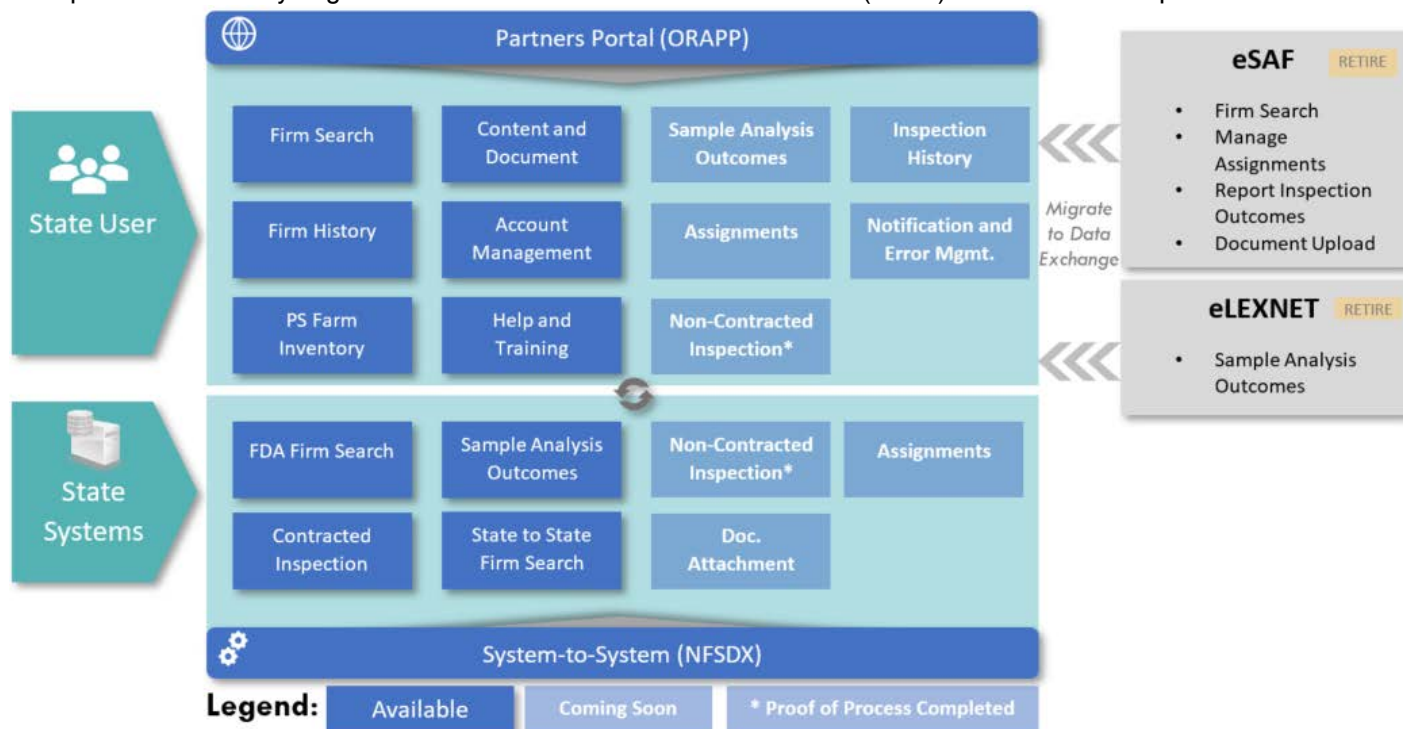 Partners Portal (ORAPP)
State User
Firm Search
Content and
Document
Sample Analysis
Outcomes
Inspection
History
Firm History
Account
Management
Assignments
Notification and
Error Mgmt.
PS Farm
Inventory
Help and
Training
Non-Contracted
Inspection*
Migrate
to Data
Exchange
eSAF RETIRE
• Firm Search
• Manage
Assignments
• Report Inspection
Outcomes
• Document Upload
eLEXNET RETIRE
• Sample Analysis
Outcomes
State
Systems
FDA Firm Search
Sample Analysis
Outcomes
Non-Contracted
Inspection*
Assignments
Contracted
Inspection
State to State
Firm Search
Doc.
Attachment
System-to-System (NFSDX)
Legend: Available Coming Soon * Proof of Process Completed